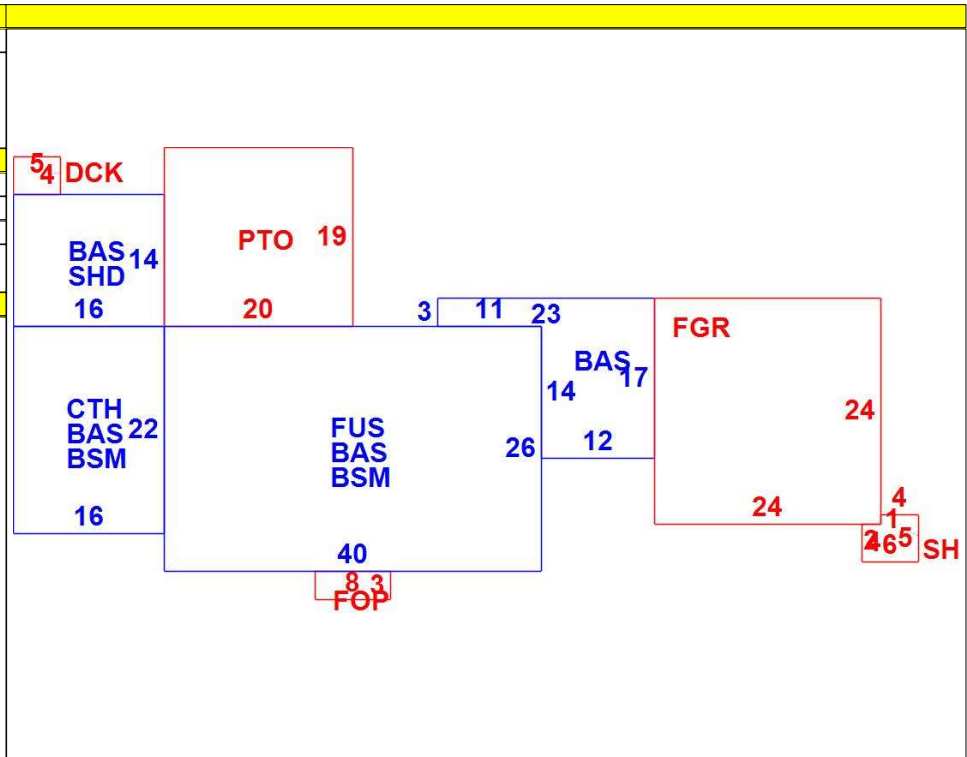 5
4 DCK
PTO 19
BAS 14
SHD
16
20
3 11 23
FGR
BAS 17
14
CTH
BAS 22
BSM
24
FUS
BAS
BSM
26
12
16
24
4
1
2 4 6 5 SH
40
8 3
FOP